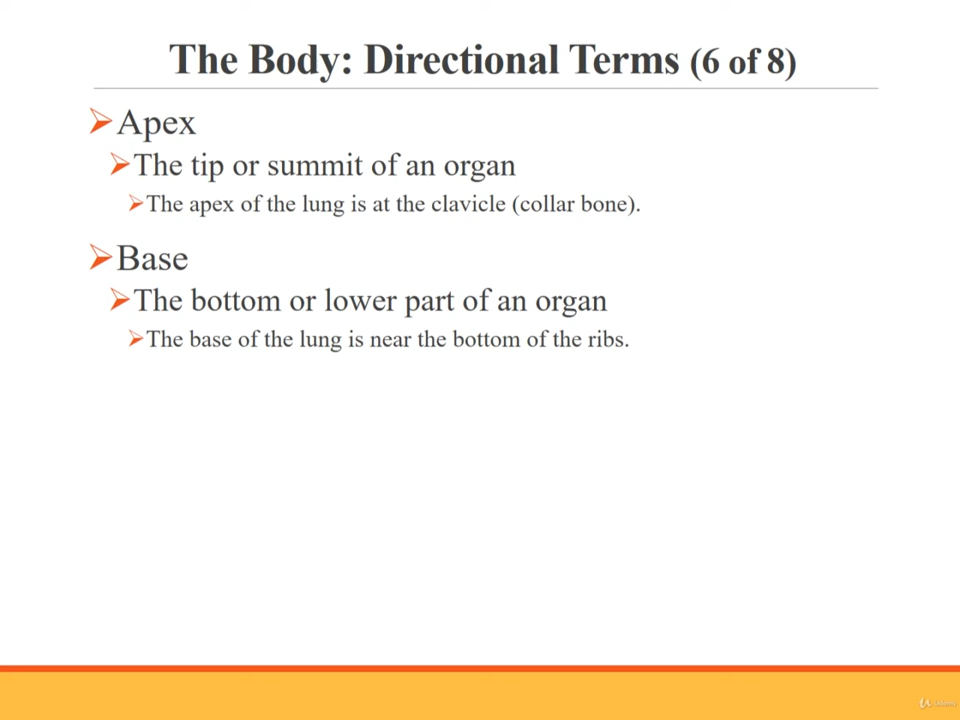 The Body: Directional Terms (6 of 8)
Apex
The tip or summit of an organ
The apex of the lung is at the clavicle (collar bone).
Base
The bottom or lower part of an organ
The base of the lung is near the bottom of the ribs.
Udemy